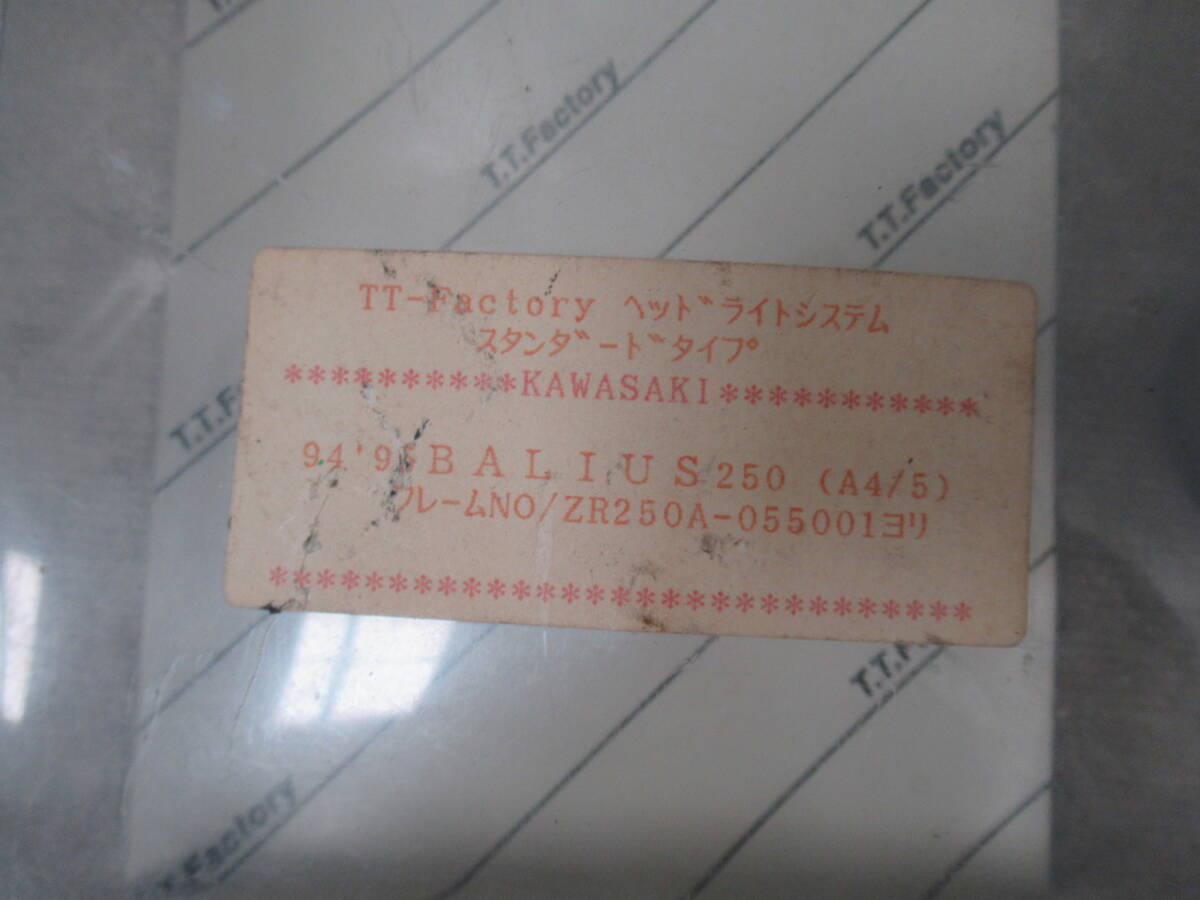 T.T.Factory
T.T.Factory
TT-Factory ヘッドライトシステム
スタンダードタイプ
**********KAWASAKI***********
94'95BALIUS250 (A4/5)
フレームNO/ZR250A-055001ヨリ
*****************************
T.T.Factory